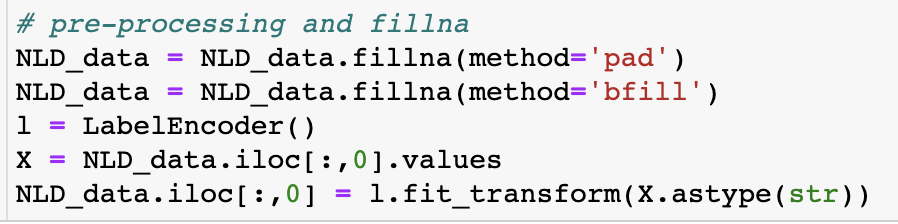 # pre-processing and fillna
NLD_data = NLD_data.fillna(method='pad')
NLD_data = NLD_data.fillna(method='bfill')
l = LabelEncoder()
X = NLD_data.iloc[:,0].values
NLD_data.iloc[:,0] = l.fit_transform(X.astype(str))